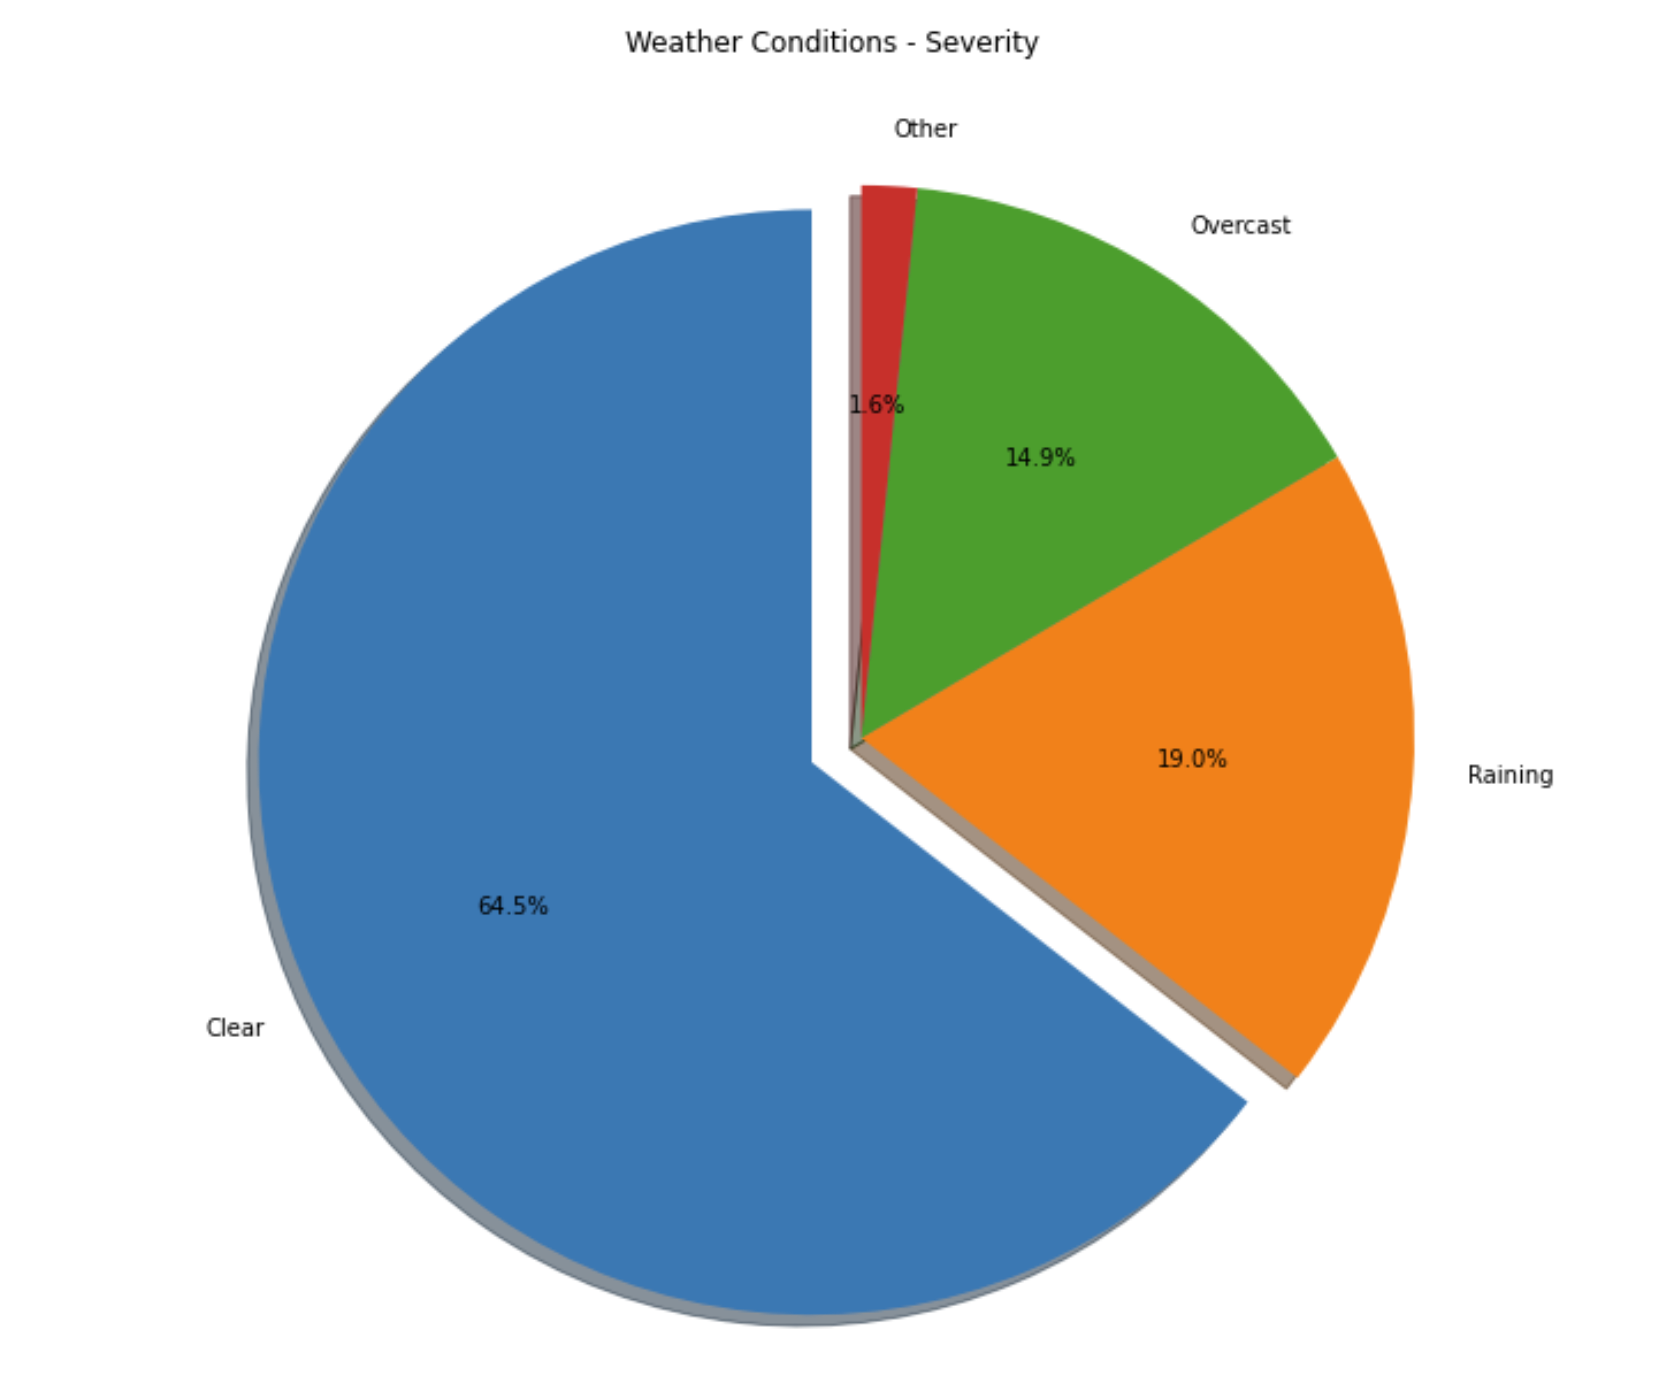 Weather Conditions - Severity
Other
Overcast
1.6%
14.9%
19.0%
Raining
64.5%
Clear